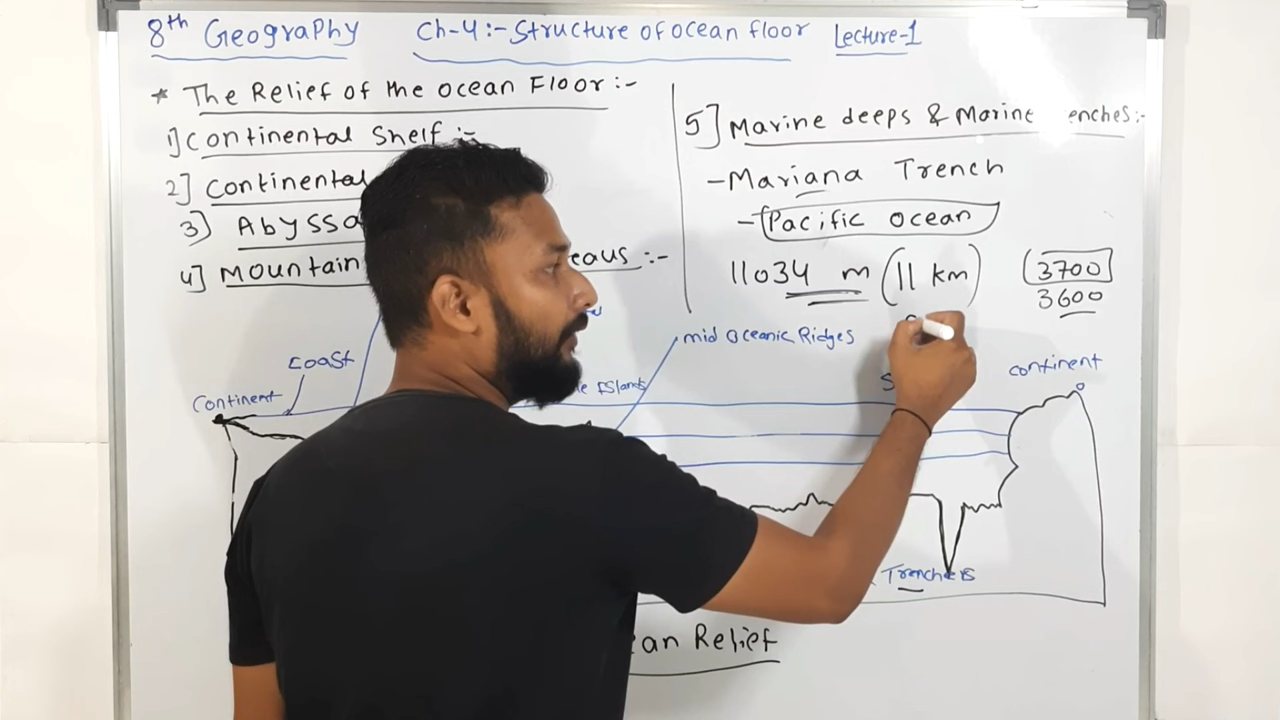 8th Geography Ch-4:- Structure of ocean floor Lecture-1
* The Relief of the ocean Floor:-
1] Continental Shelf :-
2] Continental
3] Abyssa
4] Mountain eaus :-
5] Marine deeps & Marine enches:-
- Mariana Trench
- Pacific ocean
11034 m (11 km)
3700
3600
mid Oceanic Ridges
Coast
Continent
Islands
continent
Trenches
ean Relief